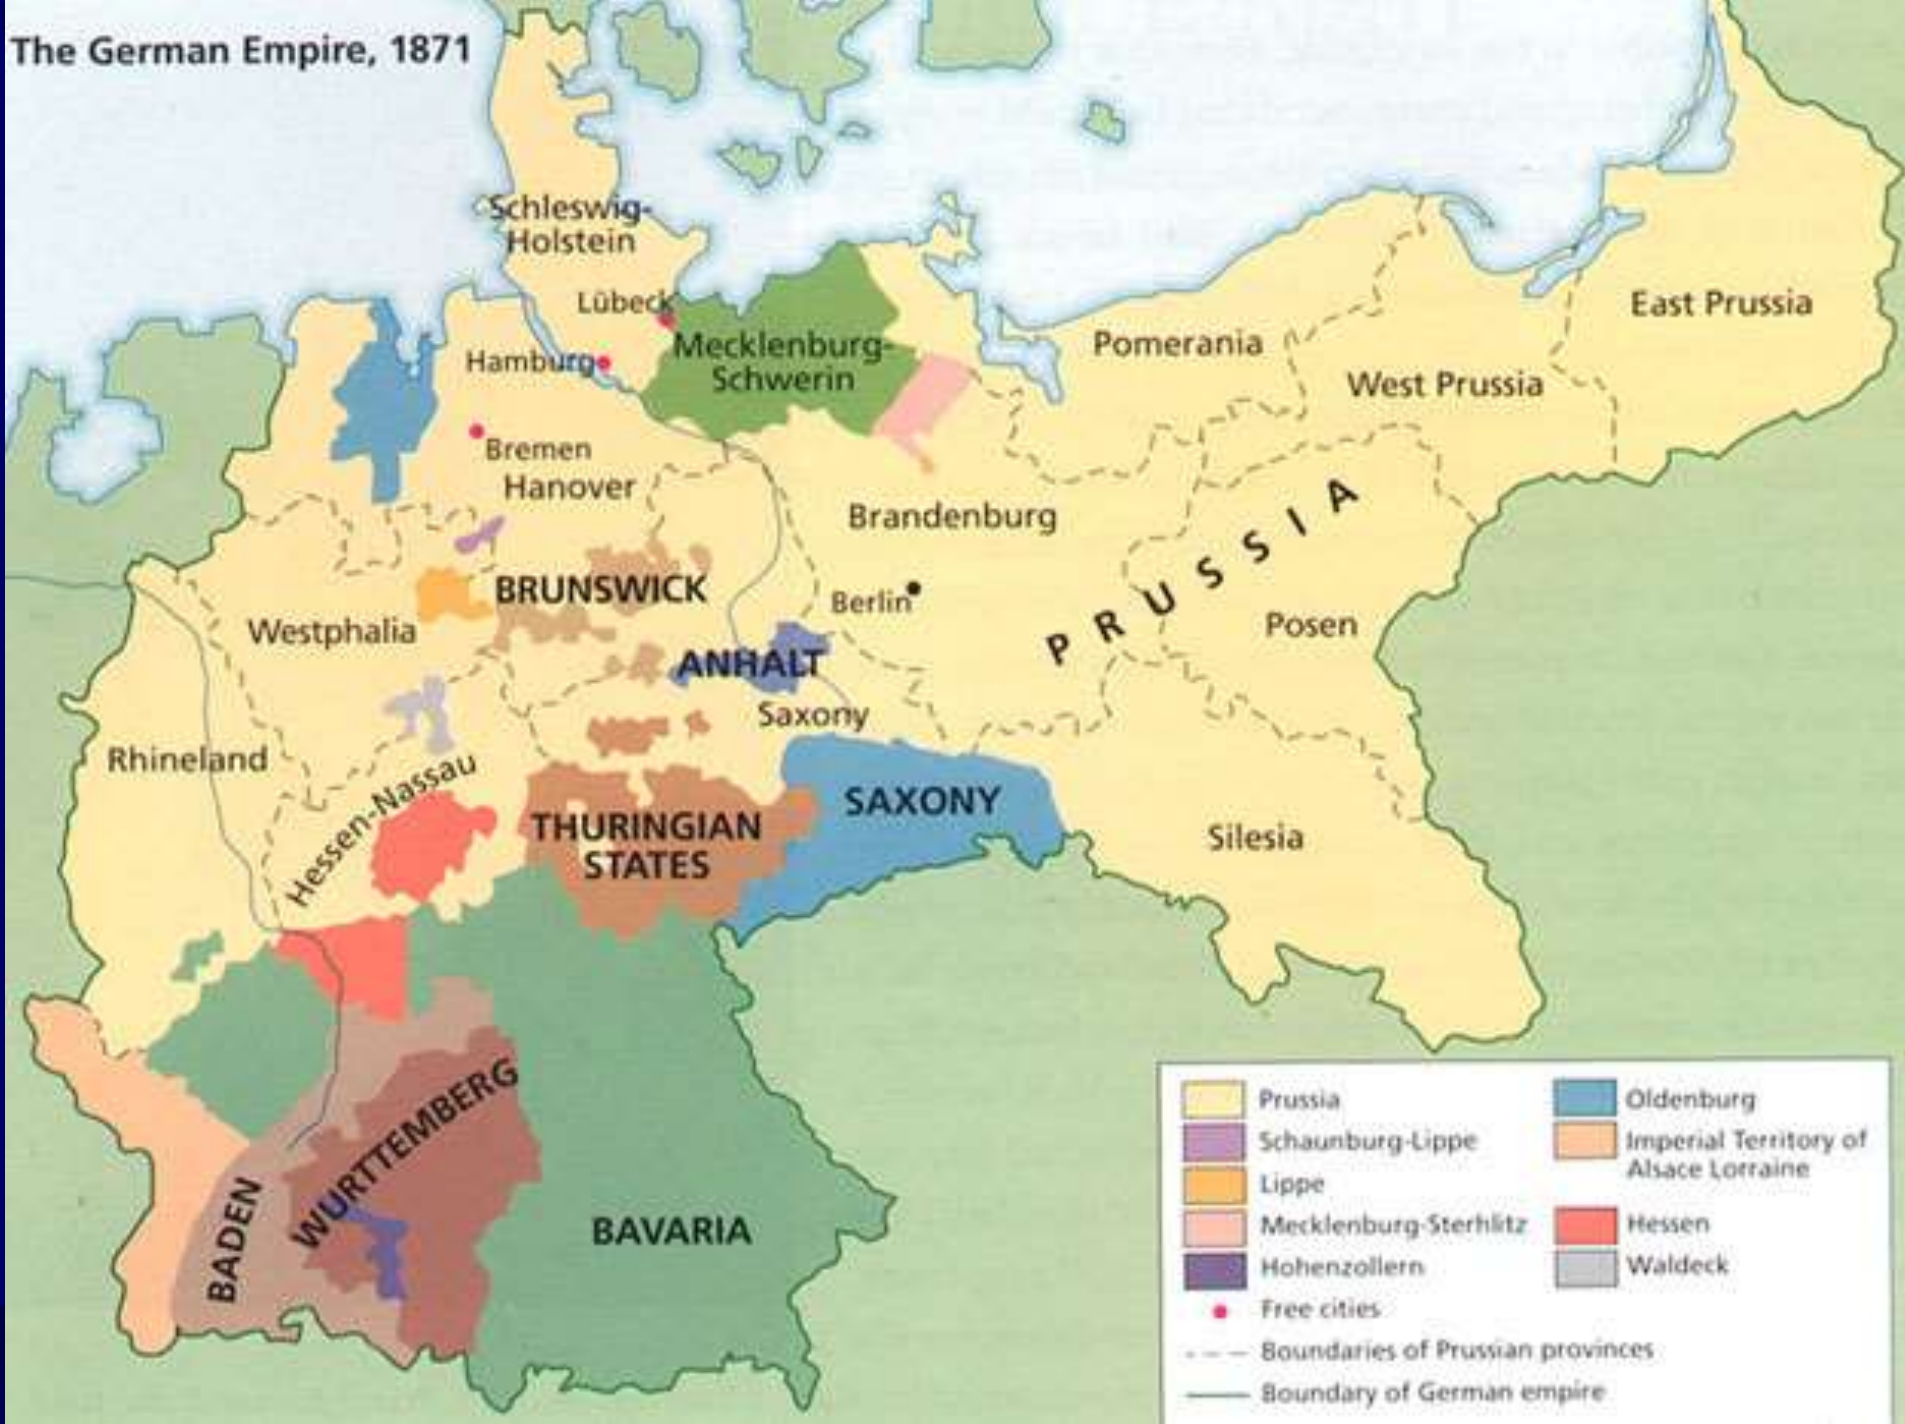 The German Empire, 1871
Schleswig-
Holstein
Lübeck
Hamburg
Mecklenburg-
Schwerin
Bremen
Hanover
Pomerania
West Prussia
East Prussia
Brandenburg
PRUSSIA
Berlin
Posen
BRUNSWICK
Westphalia
ANHALT
Saxony
Rhineland
Hessen-Nassau
THURINGIAN
STATES
SAXONY
Silesia
WURTTEMBERG
BADEN
BAVARIA
Prussia
Schaunburg-Lippe
Lippe
Mecklenburg-Sterhlitz
Hohenzollern
Free cities
Boundaries of Prussian provinces
Boundary of German empire
Oldenburg
Imperial Territory of
Alsace Lorraine
Hessen
Waldeck